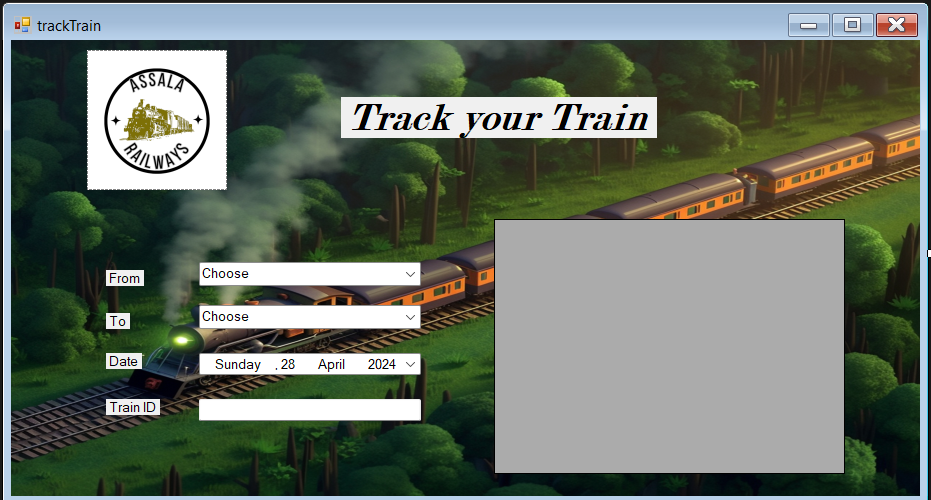 trackTrain
ASSALA
RAILWAYS
Track your Train
From
Choose
To
Choose
Date
Sunday , 28 April 2024
Train ID